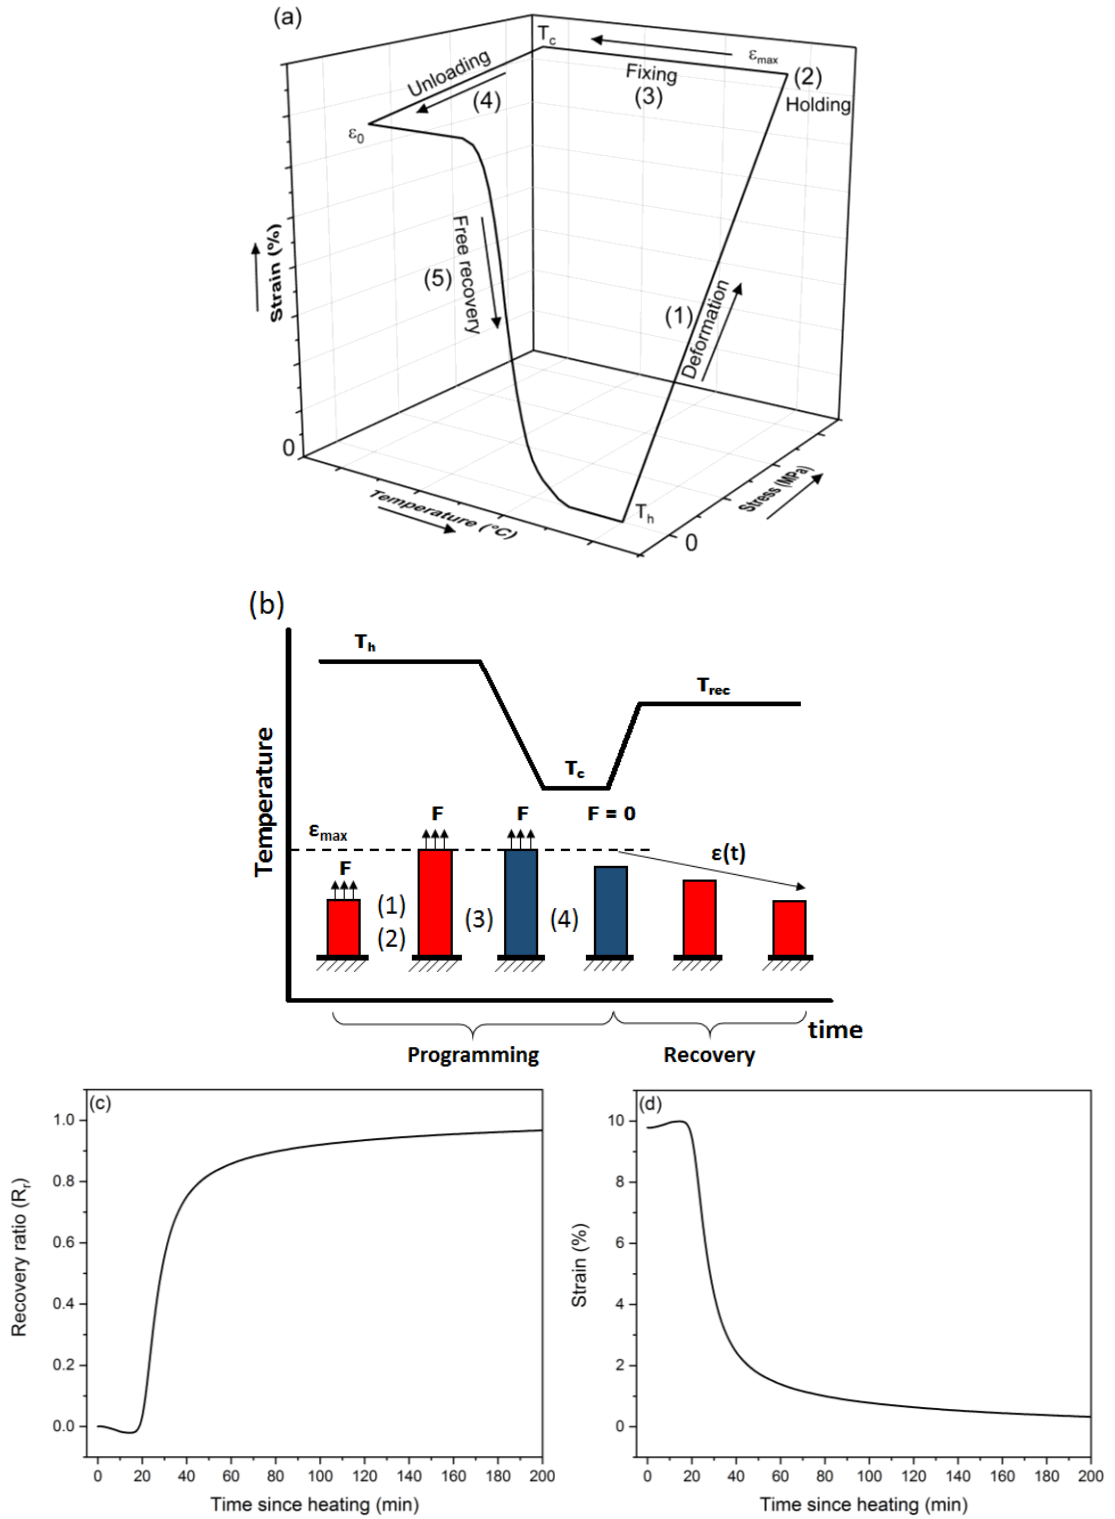 (a)
T_c
ε_max
Unloading
Fixing
(2)
(4)
(3)
Holding
ε_0
Strain (%)
Free recovery
(5)
(1)
Deformation
0
T_h
Temperature (°C)
Stress (MPa)
0
(b)
T_h
T_rec
T_c
Temperature
F F F = 0
ε_max
ε(t)
F
(1) (3) (4)
(2)
time
Programming Recovery
(c)
1.0
0.8
0.6
0.4
0.2
0.0
Recovery ratio (R_r)
0 20 40 60 80 100 120 140 160 180 200
Time since heating (min)
(d)
10
8
6
4
2
0
Strain (%)
0 20 40 60 80 100 120 140 160 180 200
Time since heating (min)